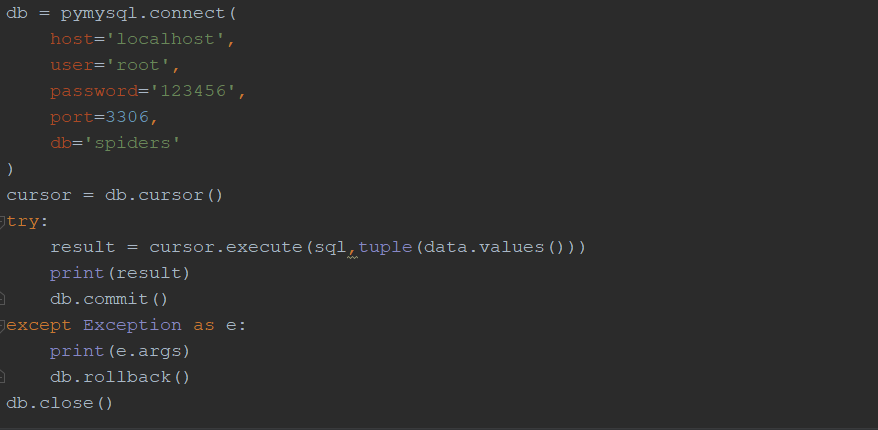 db = pymysql.connect(
    host='localhost',
    user='root',
    password='123456',
    port=3306,
    db='spiders'
)
cursor = db.cursor()
try:
    result = cursor.execute(sql,tuple(data.values()))
    print(result)
    db.commit()
except Exception as e:
    print(e.args)
    db.rollback()
db.close()